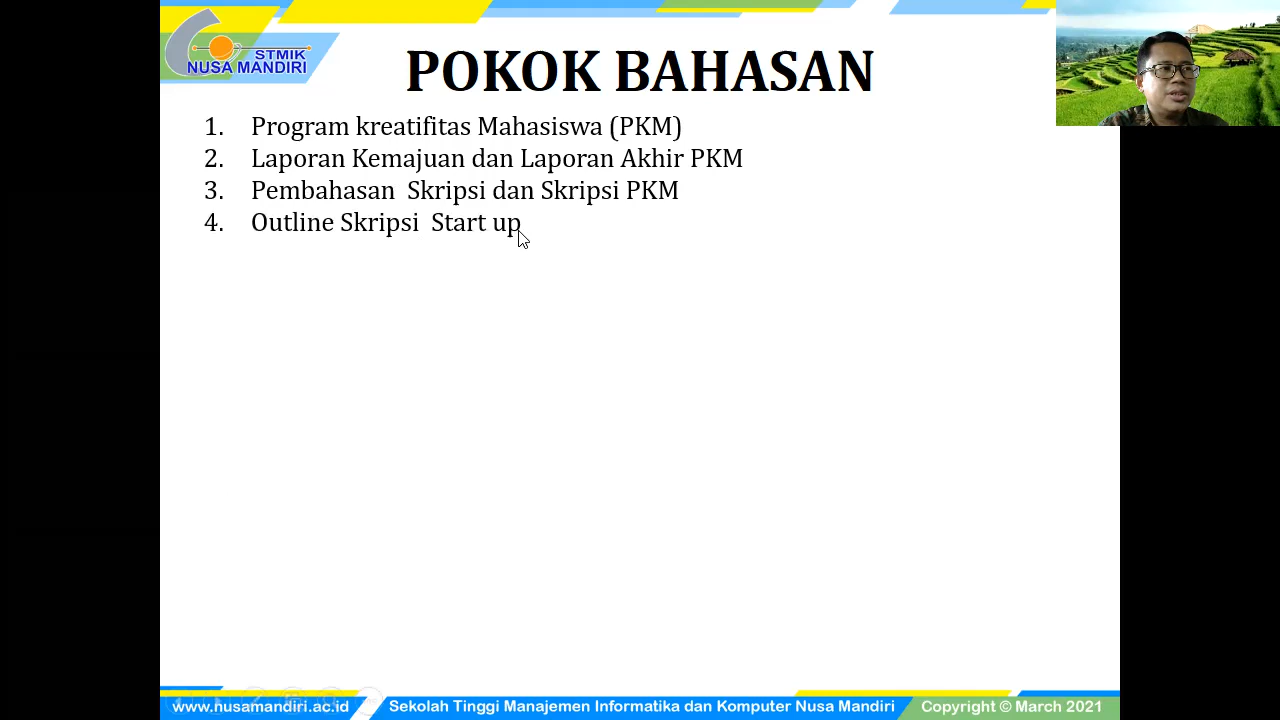 STMIK
NUSA MANDIRI
POKOK BAHASAN
1. Program kreatifitas Mahasiswa (PKM)
2. Laporan Kemajuan dan Laporan Akhir PKM
3. Pembahasan Skripsi dan Skripsi PKM
4. Outline Skripsi Start up
www.nusamandiri.ac.id Sekolah Tinggi Manajemen Informatika dan Komputer Nusa Mandiri Copyright © March 2021